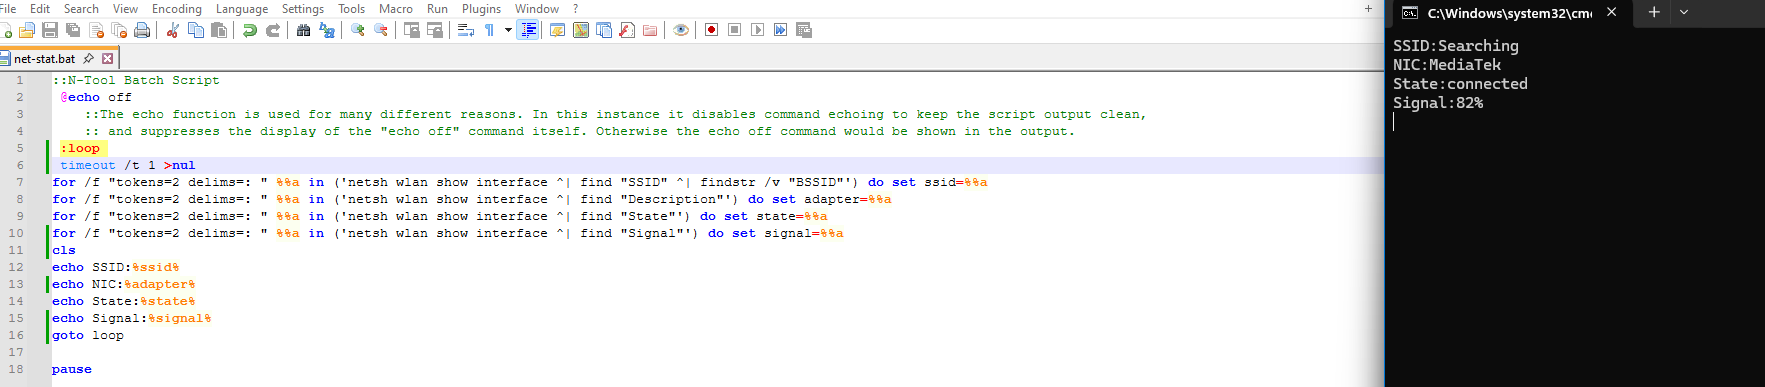 File Edit Search View Encoding Language Settings Tools Macro Run Plugins Window ?
net-stat.bat
1 ::N-Tool Batch Script
2 @echo off
3 ::The echo function is used for many different reasons. In this instance it disables command echoing to keep the script output clean,
4 :: and suppresses the display of the "echo off" command itself. Otherwise the echo off command would be shown in the output.
5 :loop
6 timeout /t 1 >nul
7 for /f "tokens=2 delims=: " %%a in ('netsh wlan show interface ^| find "SSID" ^| findstr /v "BSSID"') do set ssid=%%a
8 for /f "tokens=2 delims=: " %%a in ('netsh wlan show interface ^| find "Description"') do set adapter=%%a
9 for /f "tokens=2 delims=: " %%a in ('netsh wlan show interface ^| find "State"') do set state=%%a
10 for /f "tokens=2 delims=: " %%a in ('netsh wlan show interface ^| find "Signal"') do set signal=%%a
11 cls
12 echo SSID:%ssid%
13 echo NIC:%adapter%
14 echo State:%state%
15 echo Signal:%signal%
16 goto loop
17
18 pause
C:\Windows\system32\cmd
SSID:Searching
NIC:MediaTek
State:connected
Signal:82%